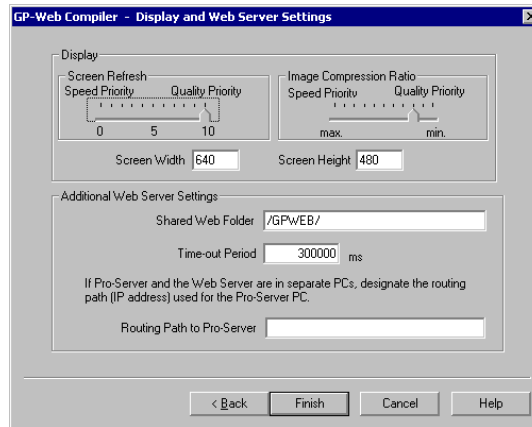 GP-Web Compiler - Display and Web Server Settings
Display
Screen Refresh
Speed Priority Quality Priority
0 5 10
Image Compression Ratio
Speed Priority Quality Priority
max. min.
Screen Width 640 Screen Height 480
Additional Web Server Settings
Shared Web Folder /GPWEB/
Time-out Period 300000 ms
If Pro-Server and the Web Server are in separate PCs, designate the routing
path (IP address) used for the Pro-Server PC.
Routing Path to Pro-Server
< Back Finish Cancel Help